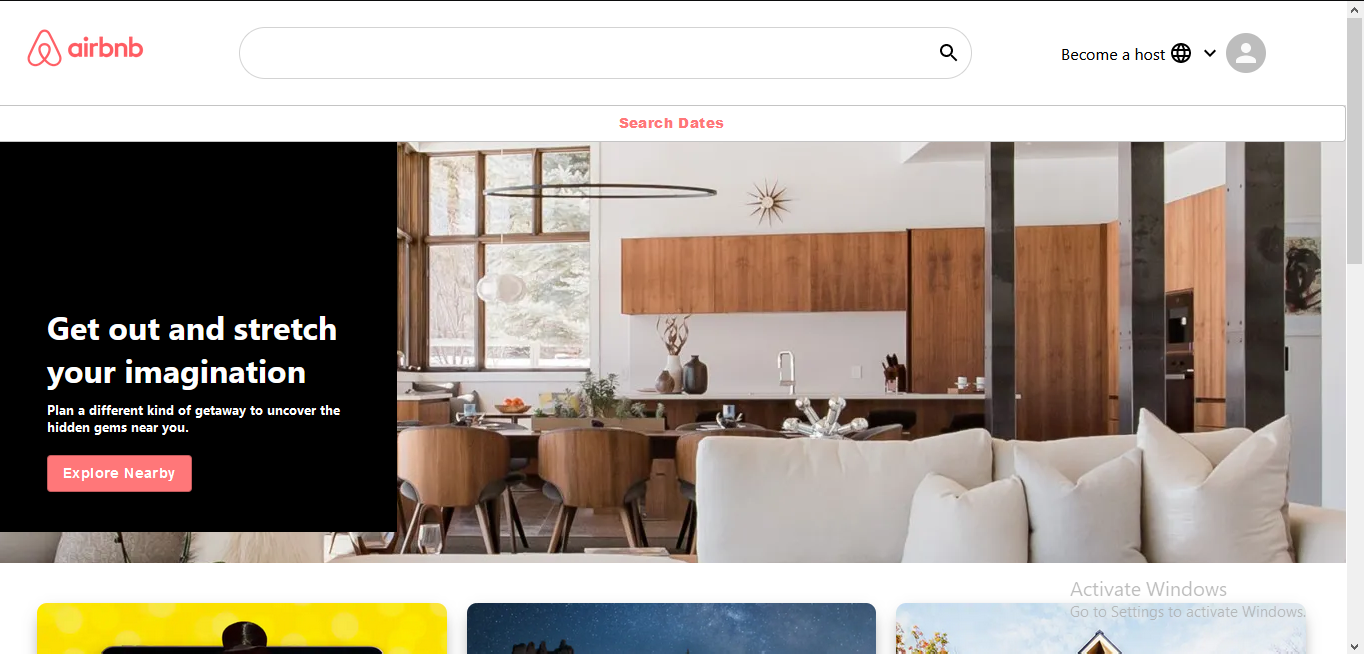 airbnb
Become a host
Search Dates
Get out and stretch
your imagination
Plan a different kind of getaway to uncover the
hidden gems near you.
Explore Nearby
Activate Windows
Go to Settings to activate Windows.